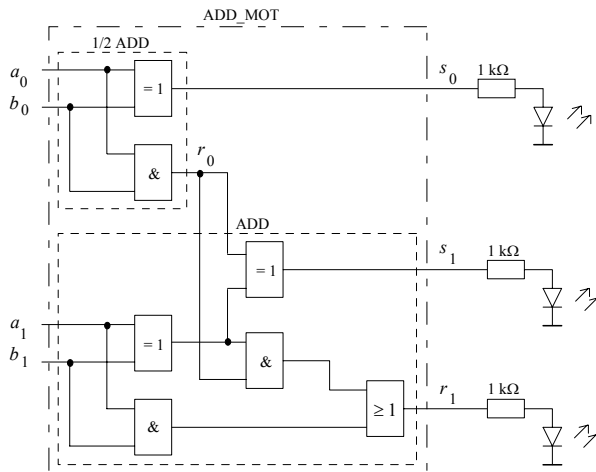 ADD_MOT
1/2 ADD
a0
b0
= 1
s0
1 kΩ
&
r0
ADD
= 1
s1
1 kΩ
a1
b1
= 1
&
≥ 1
r1
1 kΩ
&